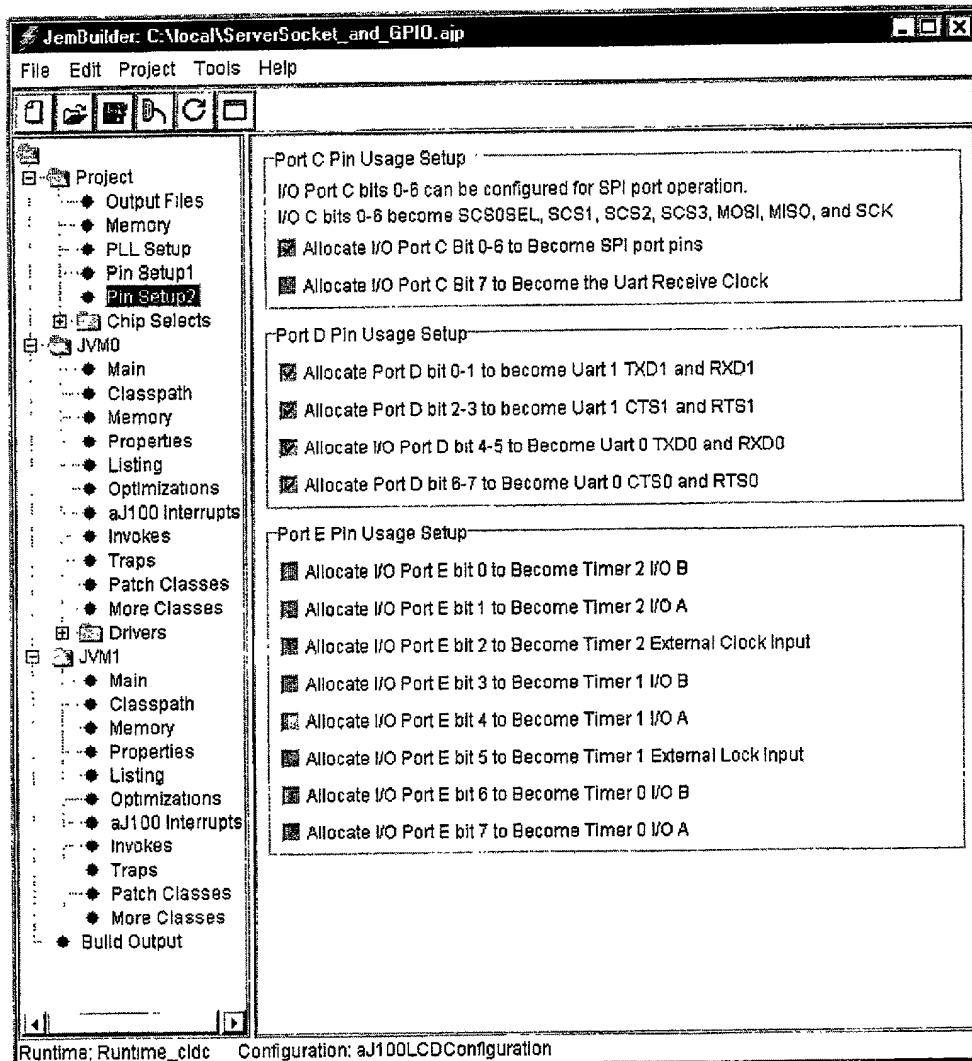 JemBuilder: C:\local\ServerSocket_and_GPIO.ajp
File Edit Project Tools Help
Project
Output Files
Memory
PLL Setup
Pin Setup1
Pin Setup2
Chip Selects
JVM0
Main
Classpath
Memory
Properties
Listing
Optimizations
aJ100 Interrupts
Invokes
Traps
Patch Classes
More Classes
Drivers
JVM1
Main
Classpath
Memory
Properties
Listing
Optimizations
aJ100 Interrupts
Invokes
Traps
Patch Classes
More Classes
Build Output
Port C Pin Usage Setup
I/O Port C bits 0-6 can be configured for SPI port operation.
I/O C bits 0-6 become SCS0SEL, SCS1, SCS2, SCS3, MOSI, MISO, and SCK
Allocate I/O Port C Bit 0-6 to Become SPI port pins
Allocate I/O Port C Bit 7 to Become the Uart Receive Clock
Port D Pin Usage Setup
Allocate Port D bit 0-1 to become Uart 1 TXD1 and RXD1
Allocate Port D bit 2-3 to become Uart 1 CTS1 and RTS1
Allocate I/O Port D bit 4-5 to Become Uart 0 TXD0 and RXD0
Allocate Port D bit 6-7 to Become Uart 0 CTS0 and RTS0
Port E Pin Usage Setup
Allocate I/O Port E bit 0 to Become Timer 2 I/O B
Allocate I/O Port E bit 1 to Become Timer 2 I/O A
Allocate I/O Port E bit 2 to Become Timer 2 External Clock Input
Allocate I/O Port E bit 3 to Become Timer 1 I/O B
Allocate I/O Port E bit 4 to Become Timer 1 I/O A
Allocate I/O Port E bit 5 to Become Timer 1 External Lock Input
Allocate I/O Port E bit 6 to Become Timer 0 I/O B
Allocate I/O Port E bit 7 to Become Timer 0 I/O A
Runtime; Runtime_cldc Configuration: aJ100LCDConfiguration